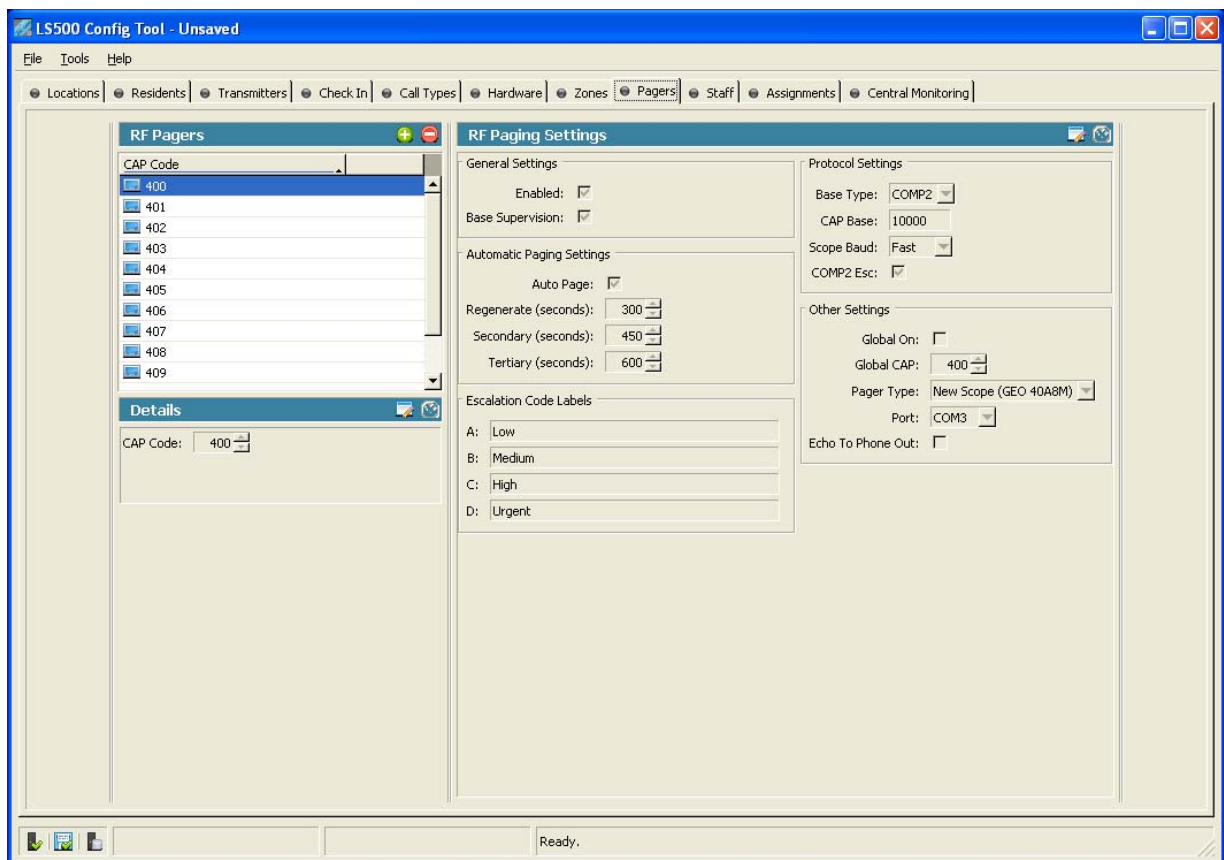 LS500 Config Tool - Unsaved
File Tools Help
Locations Residents Transmitters Check In Call Types Hardware Zones Pagers Staff Assignments Central Monitoring
RF Pagers
CAP Code
400
401
402
403
404
405
406
407
408
409
Details
CAP Code: 400
RF Paging Settings
General Settings
Enabled:
Base Supervision:
Automatic Paging Settings
Auto Page:
Regenerate (seconds): 300
Secondary (seconds): 450
Tertiary (seconds): 600
Escalation Code Labels
A: Low
B: Medium
C: High
D: Urgent
Protocol Settings
Base Type: COMP2
CAP Base: 10000
Scope Baud: Fast
COMP2 Esc:
Other Settings
Global On:
Global CAP: 400
Pager Type: New Scope (GEO 40A8M)
Port: COM3
Echo To Phone Out:
Ready.